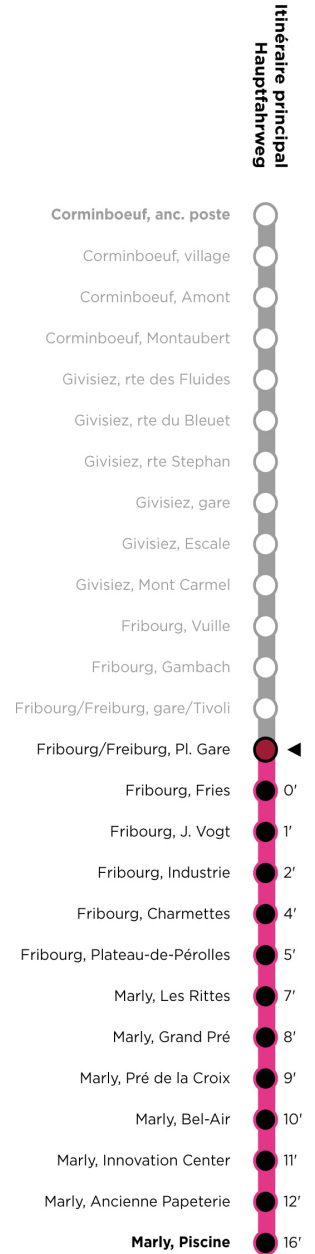 Itinéraire principal
Hauptfahrweg
Corminboeuf, anc. poste
Corminboeuf, village
Corminboeuf, Amont
Corminboeuf, Montaubert
Givisiez, rte des Fluides
Givisiez, rte du Bleuet
Givisiez, rte Stephan
Givisiez, gare
Givisiez, Escale
Givisiez, Mont Carmel
Fribourg, Vuille
Fribourg, Gambach
Fribourg/Freiburg, gare/Tivoli
Fribourg/Freiburg, Pl. Gare
Fribourg, Fries 0'
Fribourg, J. Vogt 1'
Fribourg, Industrie 2'
Fribourg, Charmettes 4'
Fribourg, Plateau-de-Pérolles 5'
Marly, Les Rittes 7'
Marly, Grand Pré 8'
Marly, Pré de la Croix 9'
Marly, Bel-Air 10'
Marly, Innovation Center 11'
Marly, Ancienne Papeterie 12'
Marly, Piscine 16'